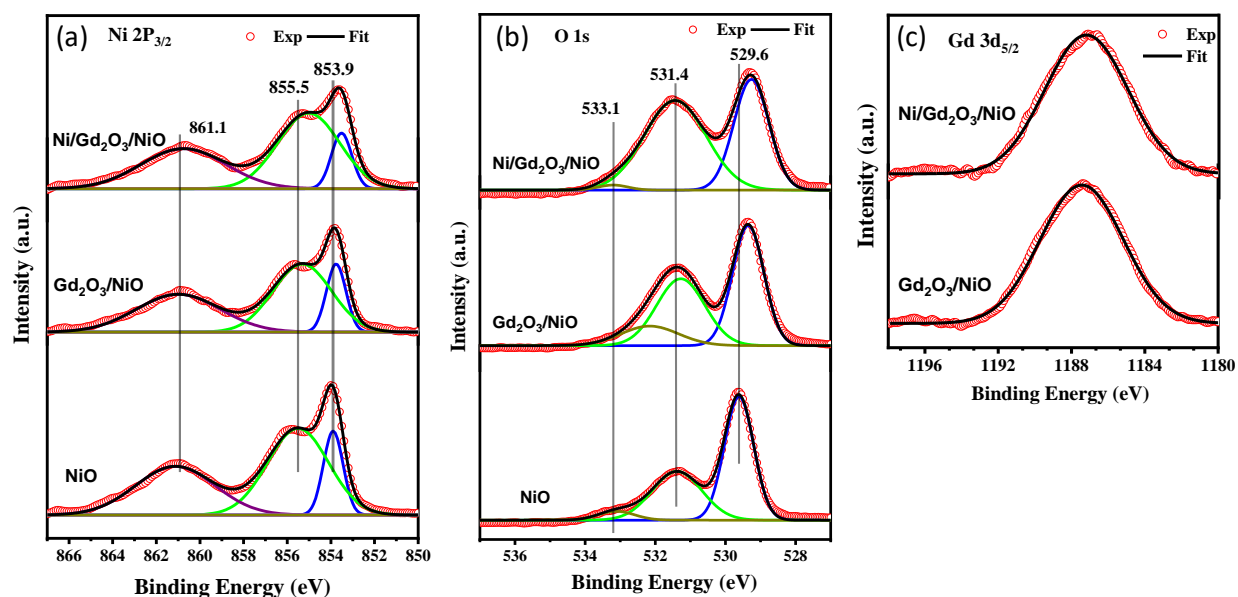 (a)
Ni 2P3/2
Exp
Fit
853.9
855.5
861.1
Ni/Gd2O3/NiO
Gd2O3/NiO
NiO
Intensity (a.u.)
866 864 862 860 858 856 854 852 850
Binding Energy (eV)
(b)
O 1s
Exp
Fit
529.6
531.4
533.1
Ni/Gd2O3/NiO
Gd2O3/NiO
NiO
Intensity (a.u.)
536 534 532 530 528
Binding Energy (eV)
(c)
Gd 3d5/2
Exp
Fit
Ni/Gd2O3/NiO
Gd2O3/NiO
Intensity (a.u.)
1196 1192 1188 1184 1180
Binding Energy (eV)